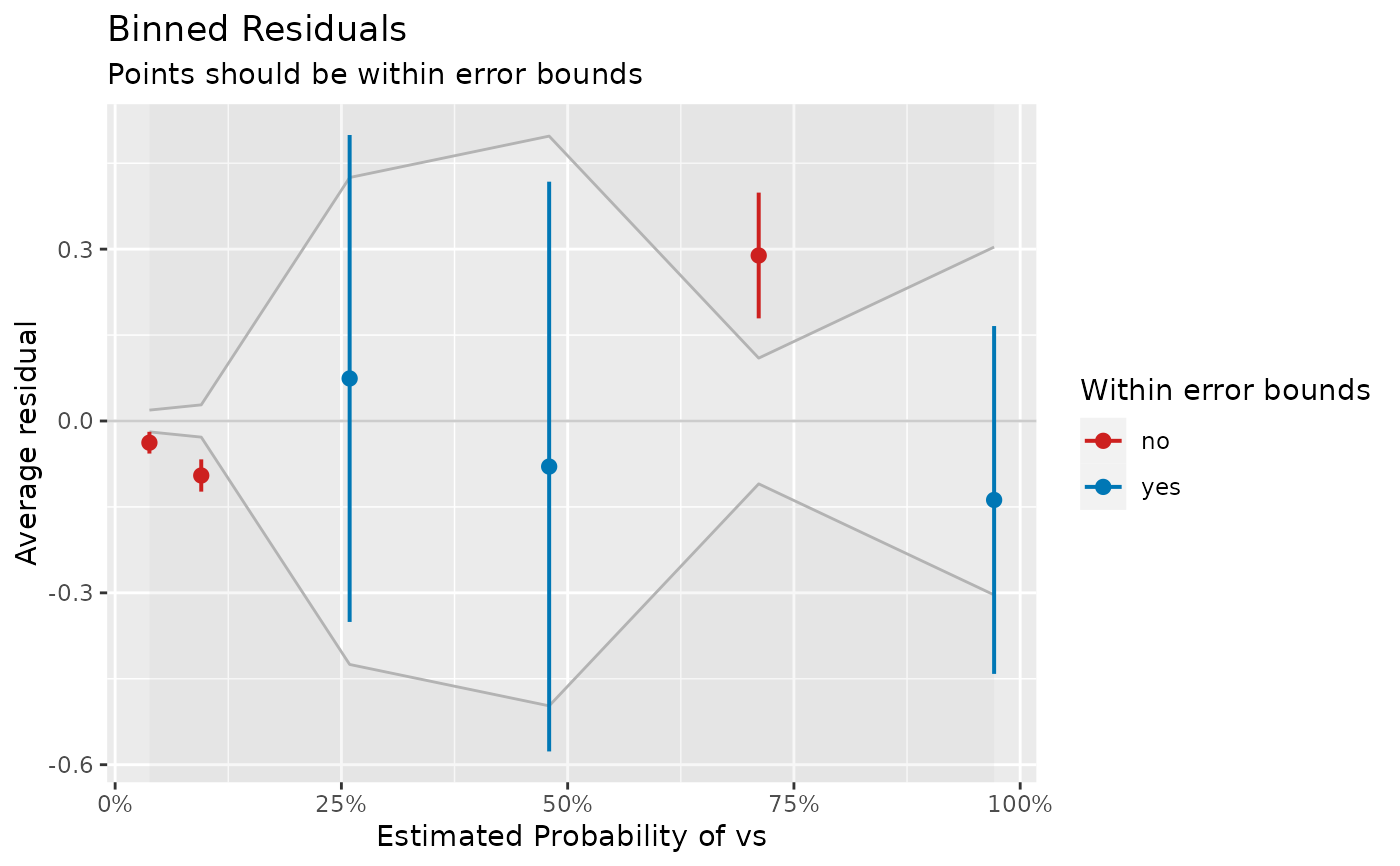 Binned Residuals
Points should be within error bounds
Average residual
0.3
0.0
-0.3
-0.6
0%
25%
50%
75%
100%
Estimated Probability of vs
Within error bounds
no
yes